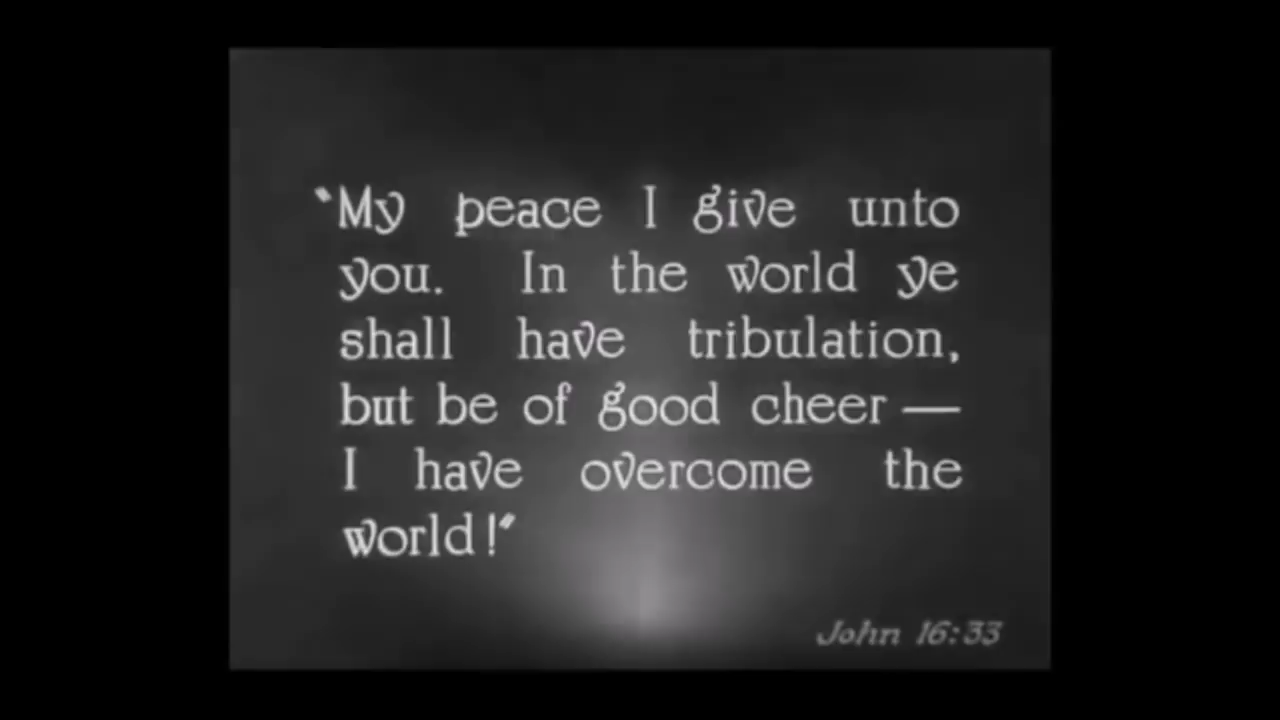 "My peace I give unto
you. In the world ye
shall have tribulation,
but be of good cheer —
I have overcome the
world!"
John 16:33